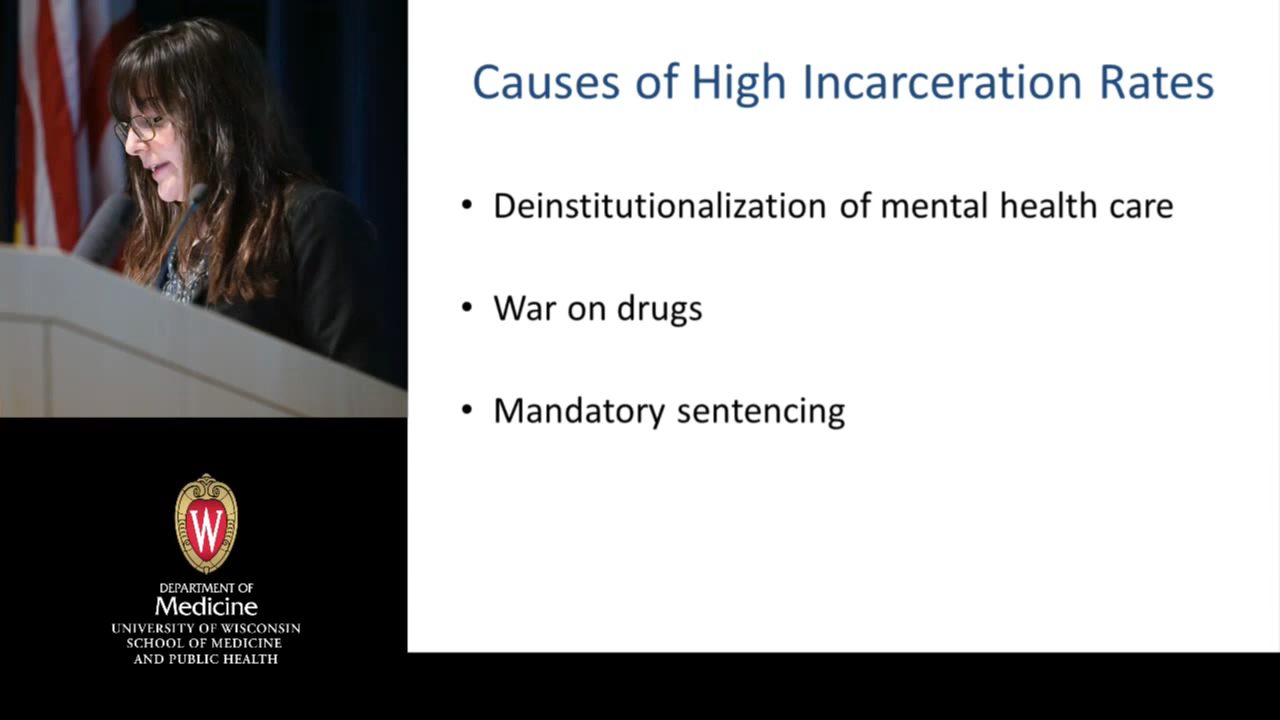 Causes of High Incarceration Rates
• Deinstitutionalization of mental health care
• War on drugs
• Mandatory sentencing
W
DEPARTMENT OF
Medicine
UNIVERSITY OF WISCONSIN
SCHOOL OF MEDICINE
AND PUBLIC HEALTH